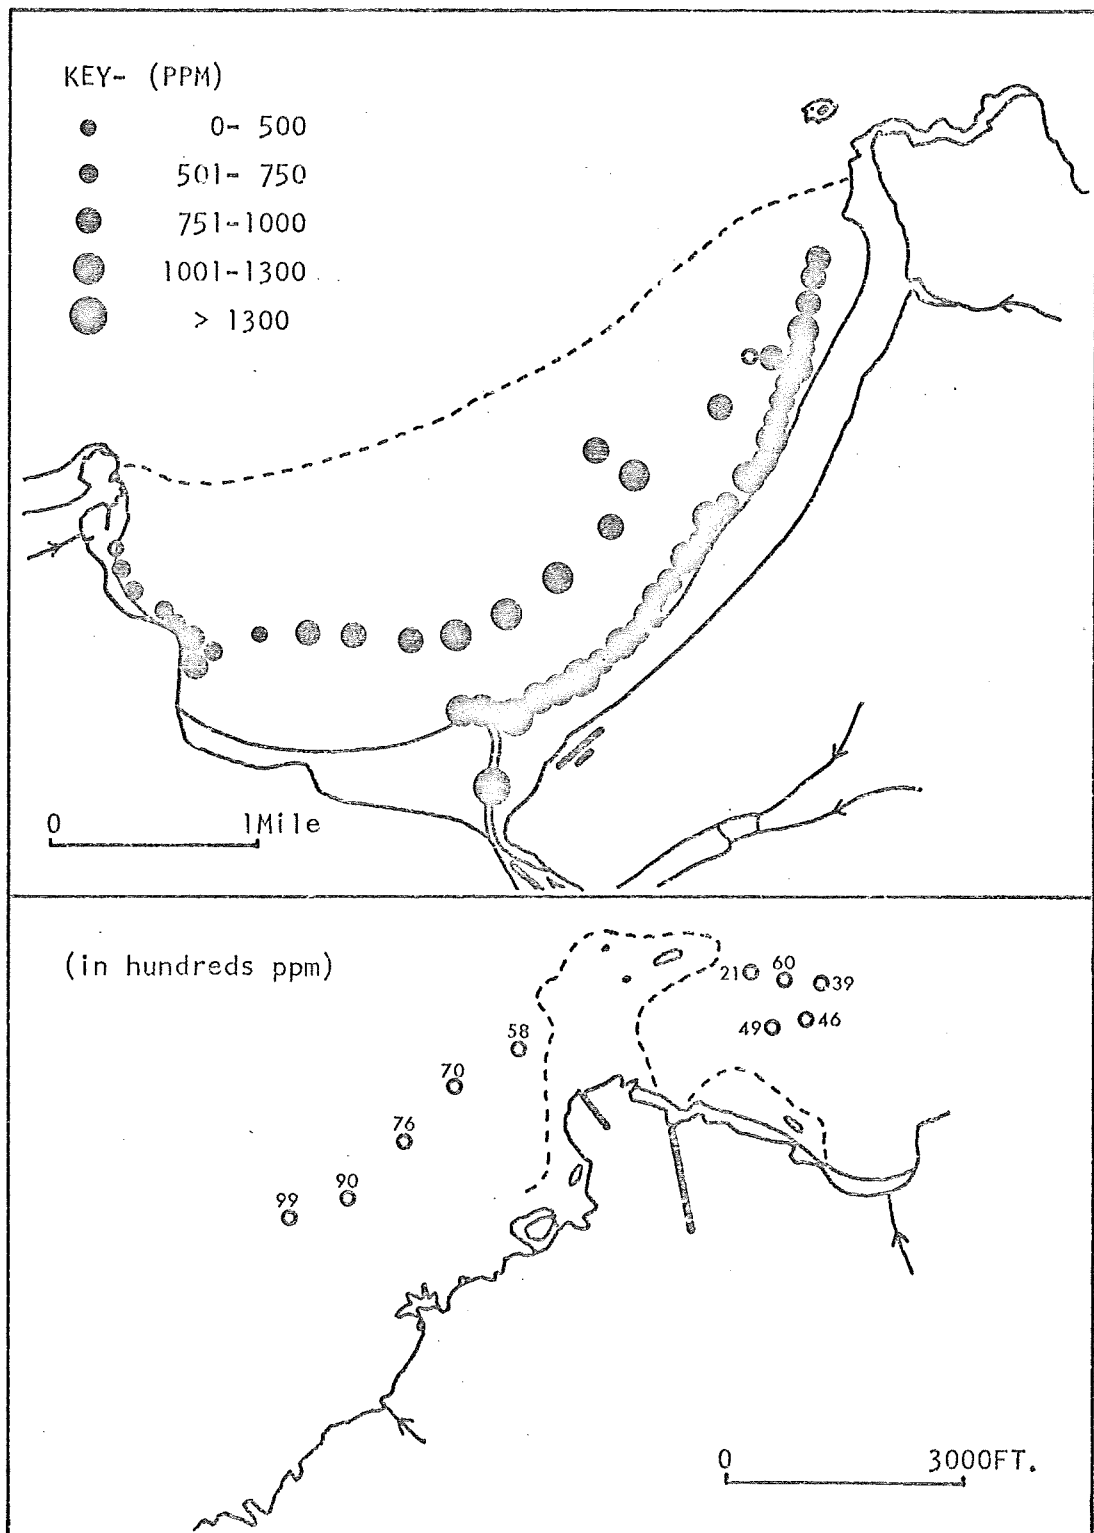 KEY- (PPM)
0- 500
501- 750
751-1000
1001-1300
> 1300
0 1Mile
(in hundreds ppm)
21 60 39
49 46
58
70
76
90
99
0 3000FT.